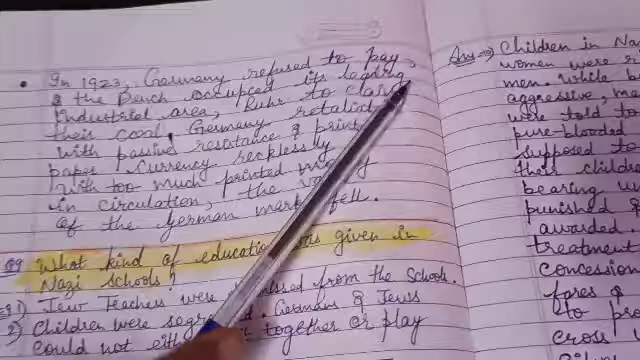 • In 1923, Germany refused to pay,
& the French occupied its leading
Industrial area, Ruhr to claim
their coal. Germany retaliated
with passive resistance & printed
paper currency recklessly
With too much printed money
in circulation, the value
of the German mark fell.
Q9 What kind of education was given in
Nazi Schools?
1) Jew Teachers were dismissed from the Schools.
2) Children were segregated. Germans & Jews
could not either sit together or play
Ans → Children in Naz
women were
men. While b
aggressive, mas
were told to
pure-blooded
supposed to
their childre
bearing
punished &
awarded.
treatment
concession
fares &
to pro
cross